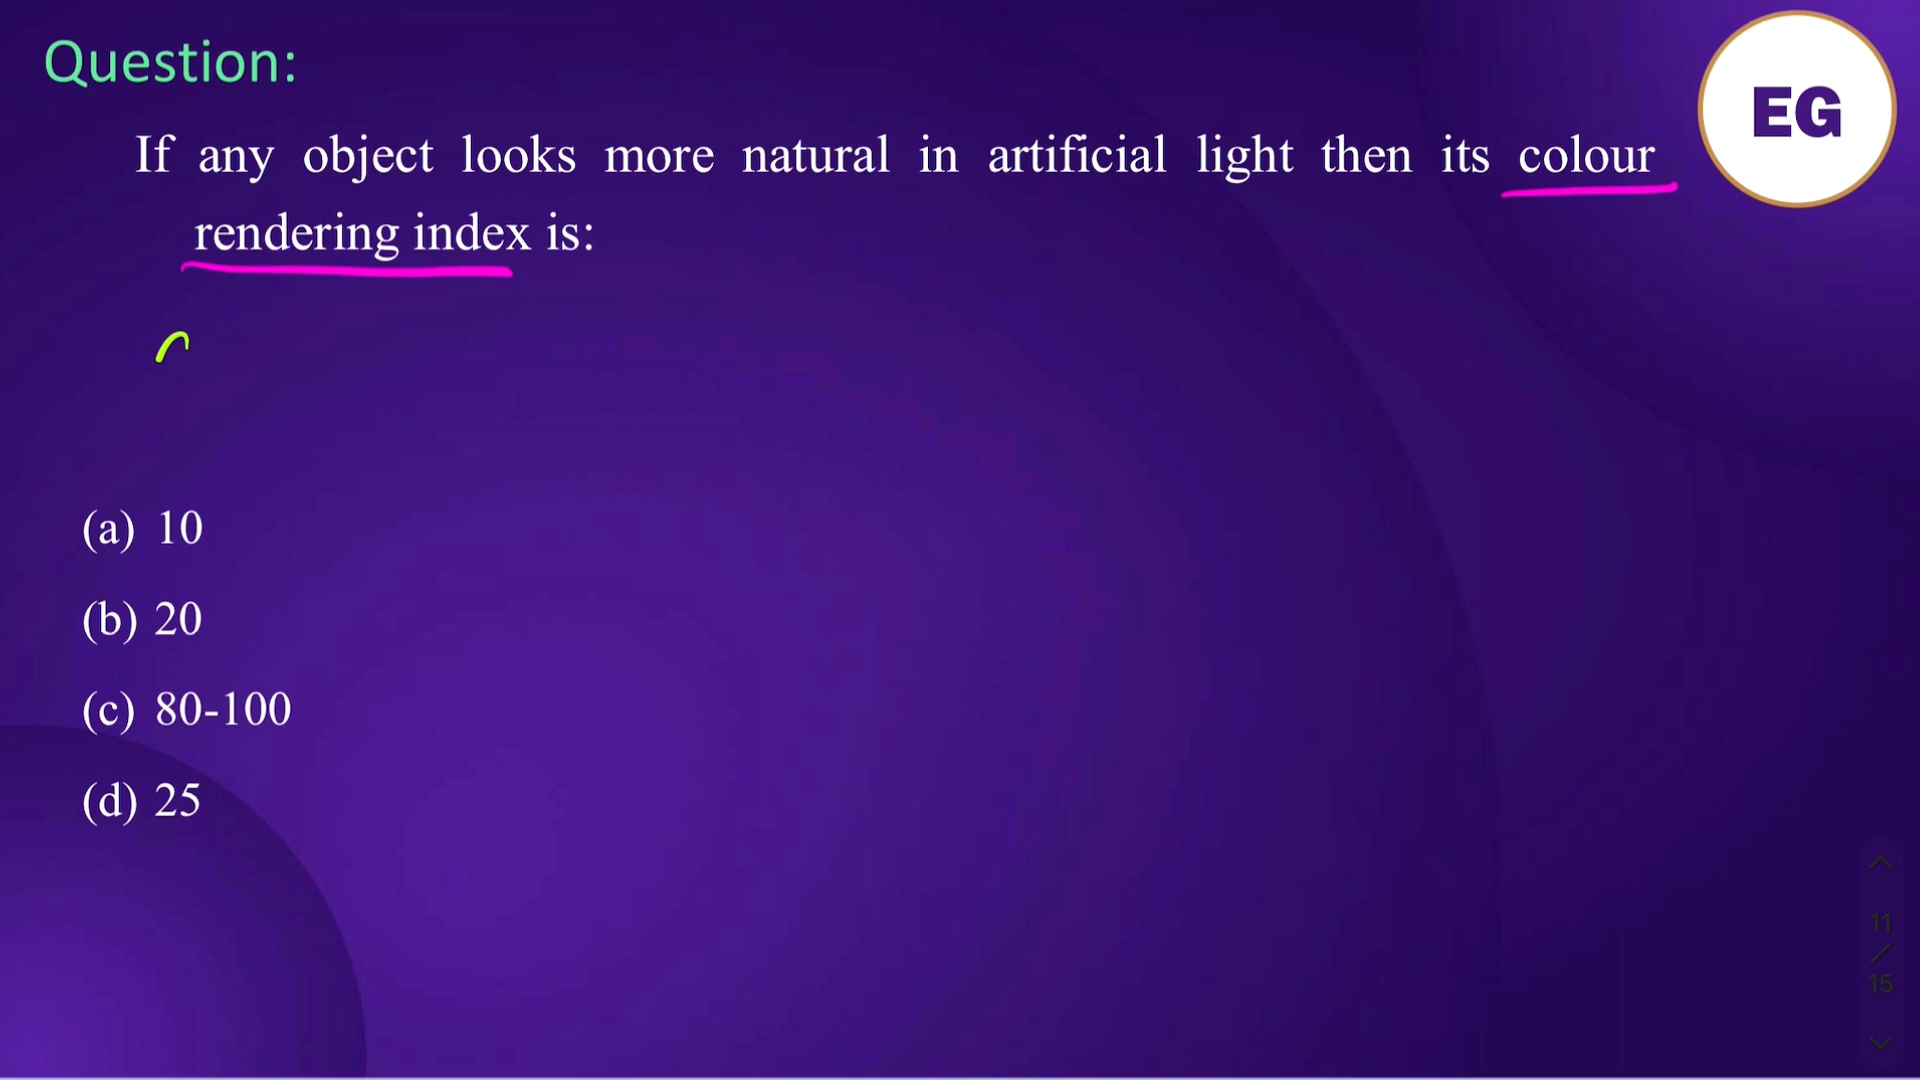 Question:
EG
If any object looks more natural in artificial light then its colour
rendering index is:
(a) 10
(b) 20
(c) 80-100
(d) 25
11
/
15